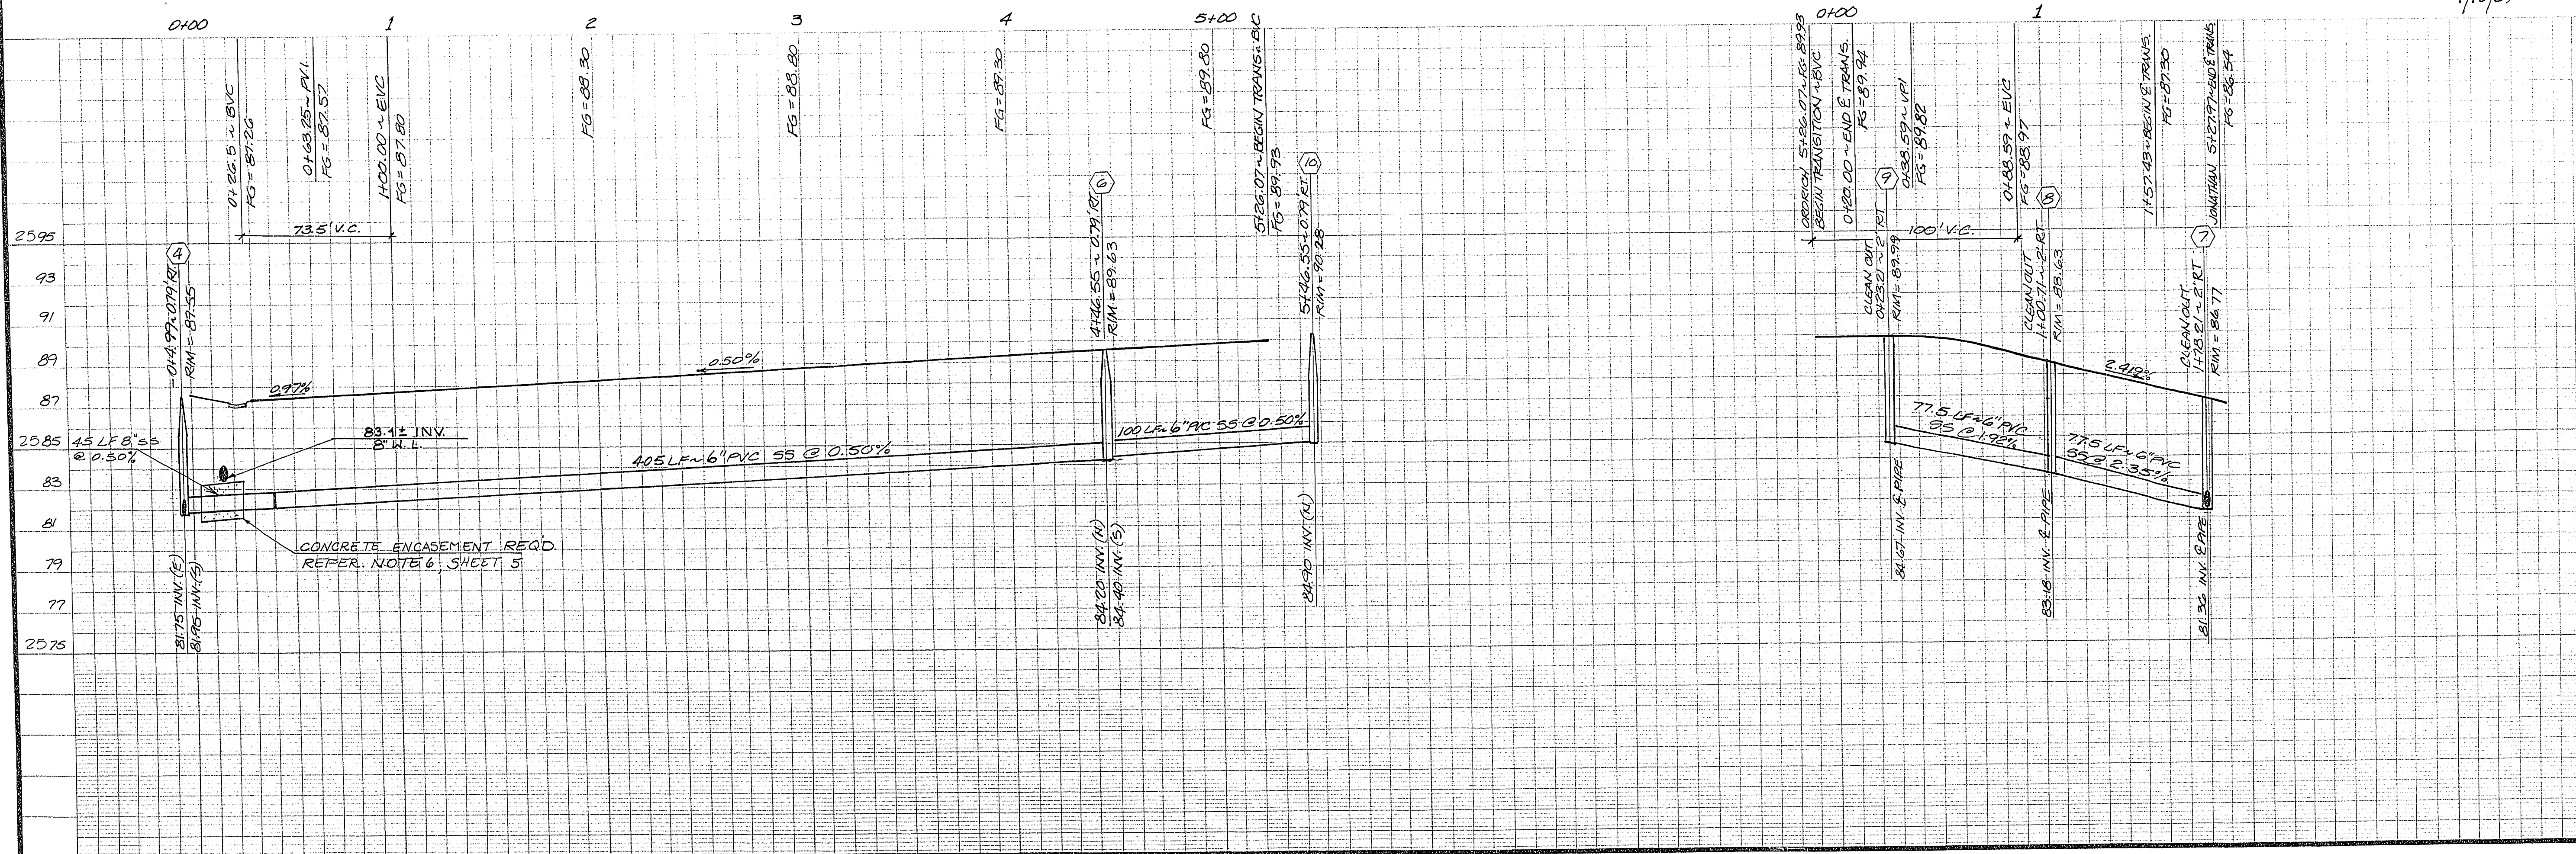 0+00
1
2
3
4
5+00
0+00
1
0+26.5 ~ BVC
FG = 87.26
0+63.25 ~ PVI
FG = 87.57
1+00.00 ~ EVC
FG = 87.80
FG = 88.30
FG = 88.80
FG = 89.30
FG = 89.80
5+26.07 ~ BEGIN TRANS. ~ BVC
FG = 89.93
73.5' V.C.
4
-0+4.99 ~ 0.79' RT.
RIM = 87.55
6
4+46.55 ~ 0.79' RT.
RIM = 89.63
10
5+46.55 ~ 0.79' RT.
RIM = 90.28
2595
93
91
89
87
2585
83
81
79
77
2575
0.97%
0.50%
45 LF 8" SS
@ 0.50%
83.4± INV.
8" W.L.
405 LF ~ 6" PVC SS @ 0.50%
100 LF ~ 6" PVC SS @ 0.50%
CONCRETE ENCASEMENT REQ'D.
REFER. NOTE 6, SHEET 5
81.75 INV. (E)
81.95 INV. (S)
84.20 INV. (N)
84.40 INV. (S)
84.90 INV. (N)
5+26.07 ~ FG = 89.93
BEGIN TRANSITION ~ BVC
0+20.00 ~ END ℄ TRANS.
FG = 89.94
0+38.59 ~ VPI
FG = 89.82
0+88.59 ~ EVC
FG = 88.97
1+57.43 ~ BEGIN ℄ TRANS.
FG = 87.30
JONATHAN 5+27.97 ~ END ℄ TRANS.
FG = 86.54
100' V.C.
9
CLEAN OUT
0+23.21 ~ 2' RT
RIM = 89.99
8
CLEAN OUT
1+00.71 ~ 2' RT.
RIM = 88.63
7
CLEAN OUT
1+78.21 ~ 2' RT
RIM = 86.77
2.419%
77.5 LF ~ 6" PVC
SS @ 1.92%
77.5 LF ~ 6" PVC
SS @ 2.35%
84.67 INV. ℄ PIPE
83.18 INV. ℄ PIPE
81.36 INV. ℄ PIPE